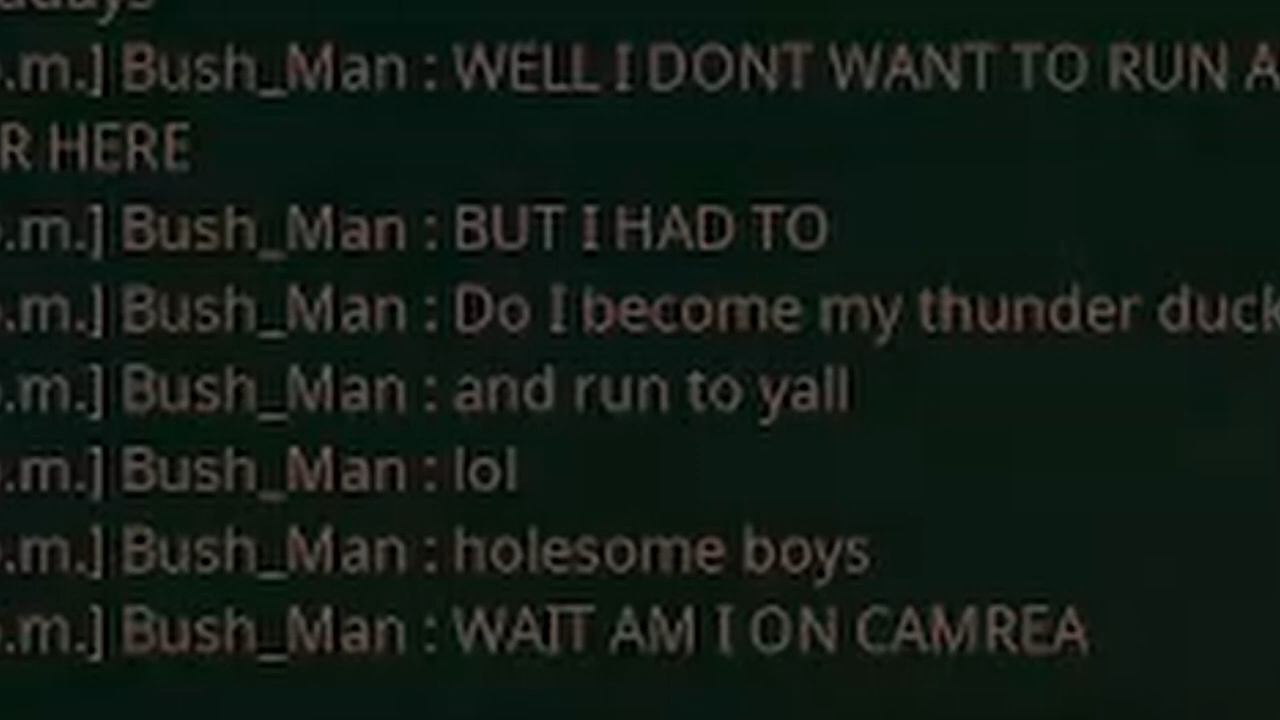 .m.] Bush_Man : WELL I DONT WANT TO RUN A
R HERE
.m.] Bush_Man : BUT I HAD TO
.m.] Bush_Man : Do I become my thunder duck
.m.] Bush_Man : and run to yall
.m.] Bush_Man : lol
.m.] Bush_Man : holesome boys
.m.] Bush_Man : WAIT AM I ON CAMREA